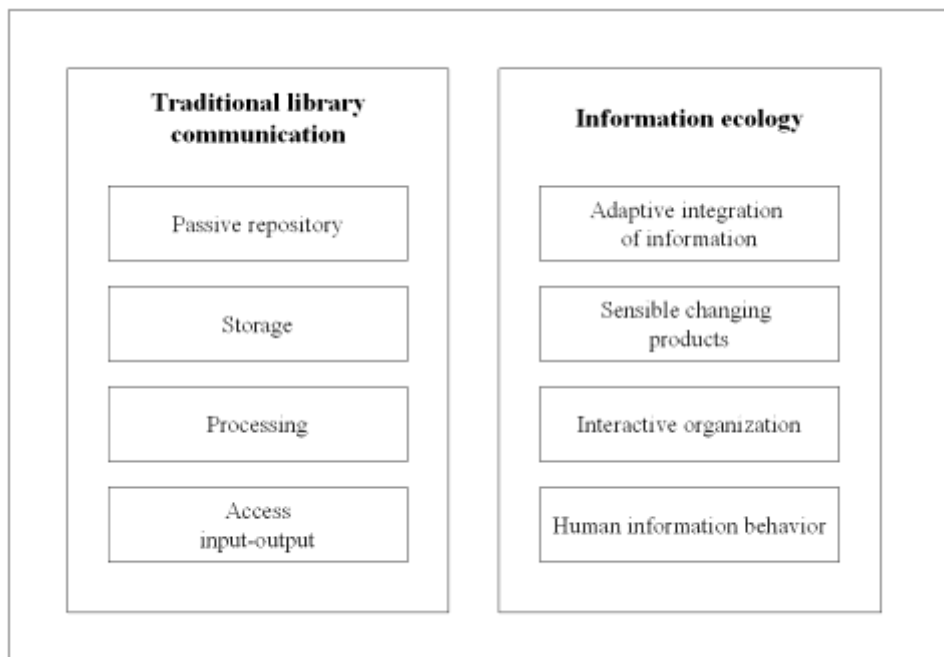 Traditional library
communication
Passive repository
Storage
Processing
Access
input-output
Information ecology
Adaptive integration
of information
Sensible changing
products
Interactive organization
Human information behavior